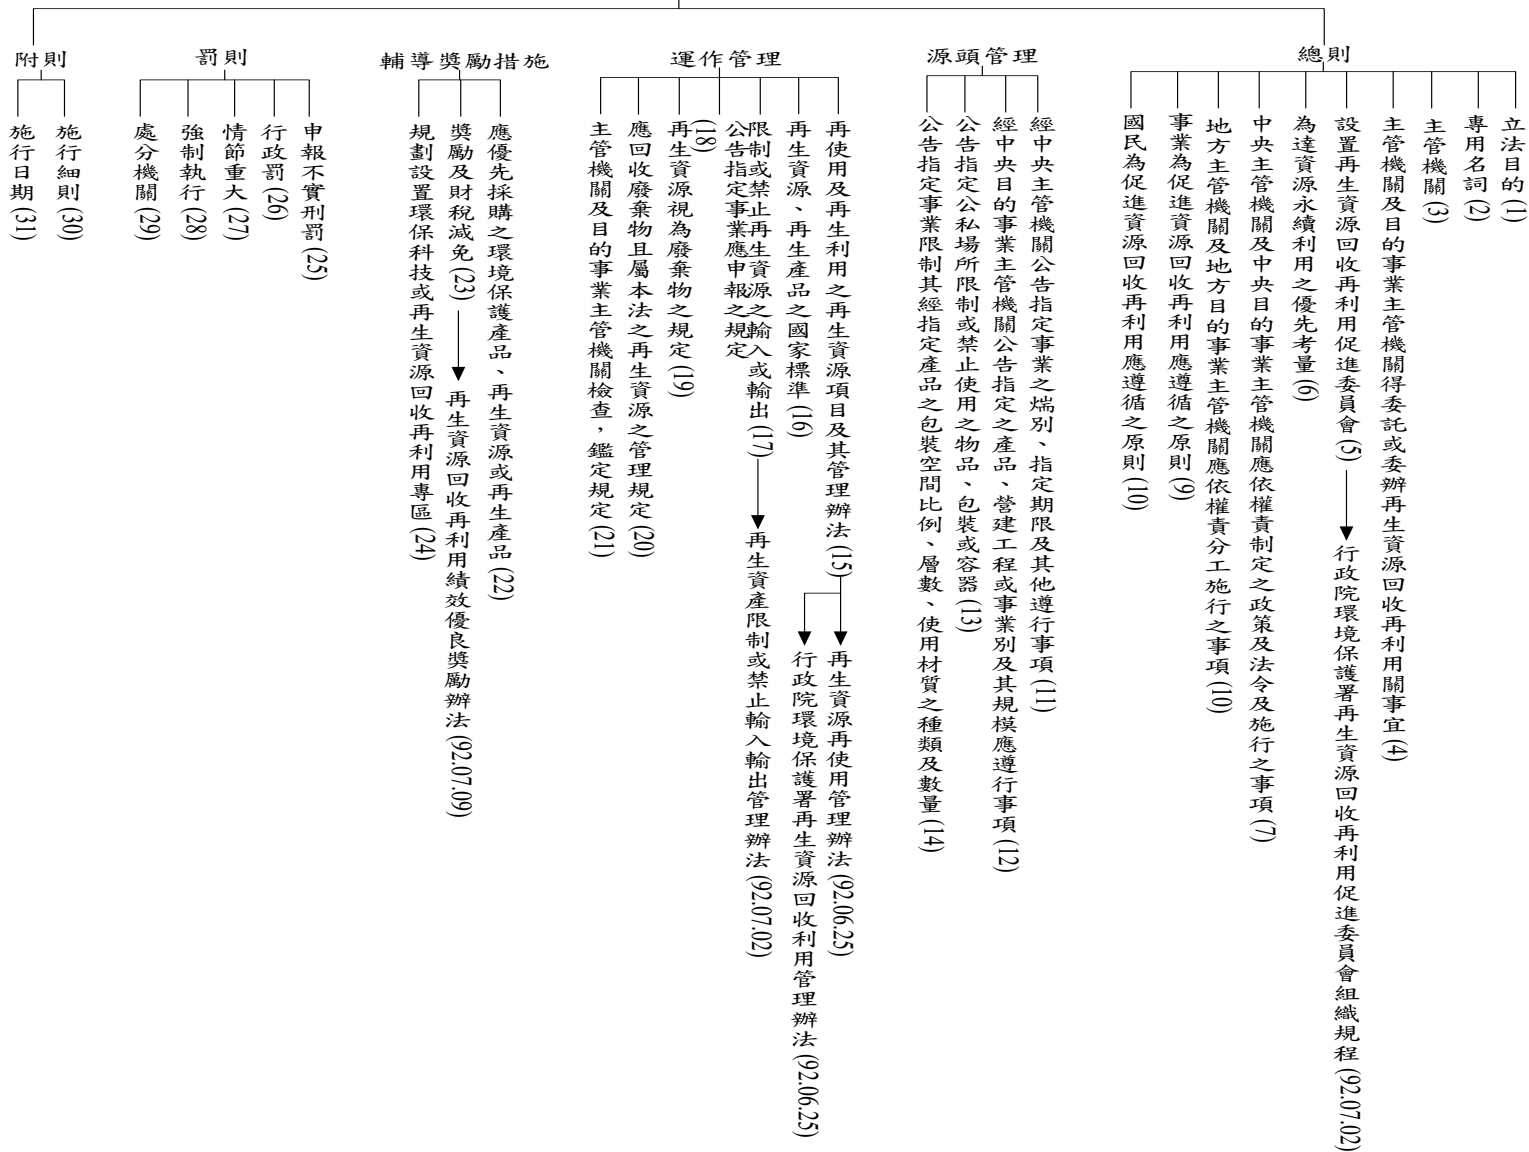 總則
立法目的 (1)
專用名詞 (2)
主管機關 (3)
主管機關及目的事業主管機關得委託或委辦再生資源回收再利用關事宜 (4)
設置再生資源回收再利用促進委員會 (5)
行政院環境保護署再生資源回收再利用促進委員會組織規程 (92.07.02)
為達資源永續利用之優先考量 (6)
中央主管機關及中央目的事業主管機關應依權責制定之政策及法令及施行之事項 (7)
地方主管機關及地方目的事業主管機關應依權責分工施行之事項 (10)
事業為促進資源回收再利用應遵循之原則 (9)
國民為促進資源回收再利用應遵循之原則 (10)
源頭管理
經中央主管機關公告指定事業之煓別、指定期限及其他遵行事項 (11)
經中央目的事業主管機關公告指定之產品、營建工程或事業別及其規模應遵行事項 (12)
公告指定公私場所限制或禁止使用之物品、包裝或容器 (13)
公告指定事業限制其經指定產品之包裝空間比例、層數、使用材質之種類及數量 (14)
運作管理
再使用及再生利用之再生資源項目及其管理辦法 (15)
再生資源再使用管理辦法 (92.06.25)
行政院環境保護署再生資源回收利用管理辦法 (92.06.25)
再生資源、再生產品之國家標準 (16)
限制或禁止再生資源之輸入或輸出 (17)
再生資產限制或禁止輸入輸出管理辦法 (92.07.02)
公告指定事業應申報之規定
(18)
再生資源視為廢棄物之規定 (19)
應回收廢棄物且屬本法之再生資源之管理規定 (20)
主管機關及目的事業主管機關檢查，鑑定規定 (21)
輔導獎勵措施
應優先採購之環境保護產品、再生資源或再生產品 (22)
獎勵及財稅減免 (23)
再生資源回收再利用績效優良獎勵辦法 (92.07.09)
規劃設置環保科技或再生資源回收再利用專區 (24)
罰則
申報不實刑罰 (25)
行政罰 (26)
情節重大 (27)
強制執行 (28)
處分機關 (29)
附則
施行細則 (30)
施行日期 (31)